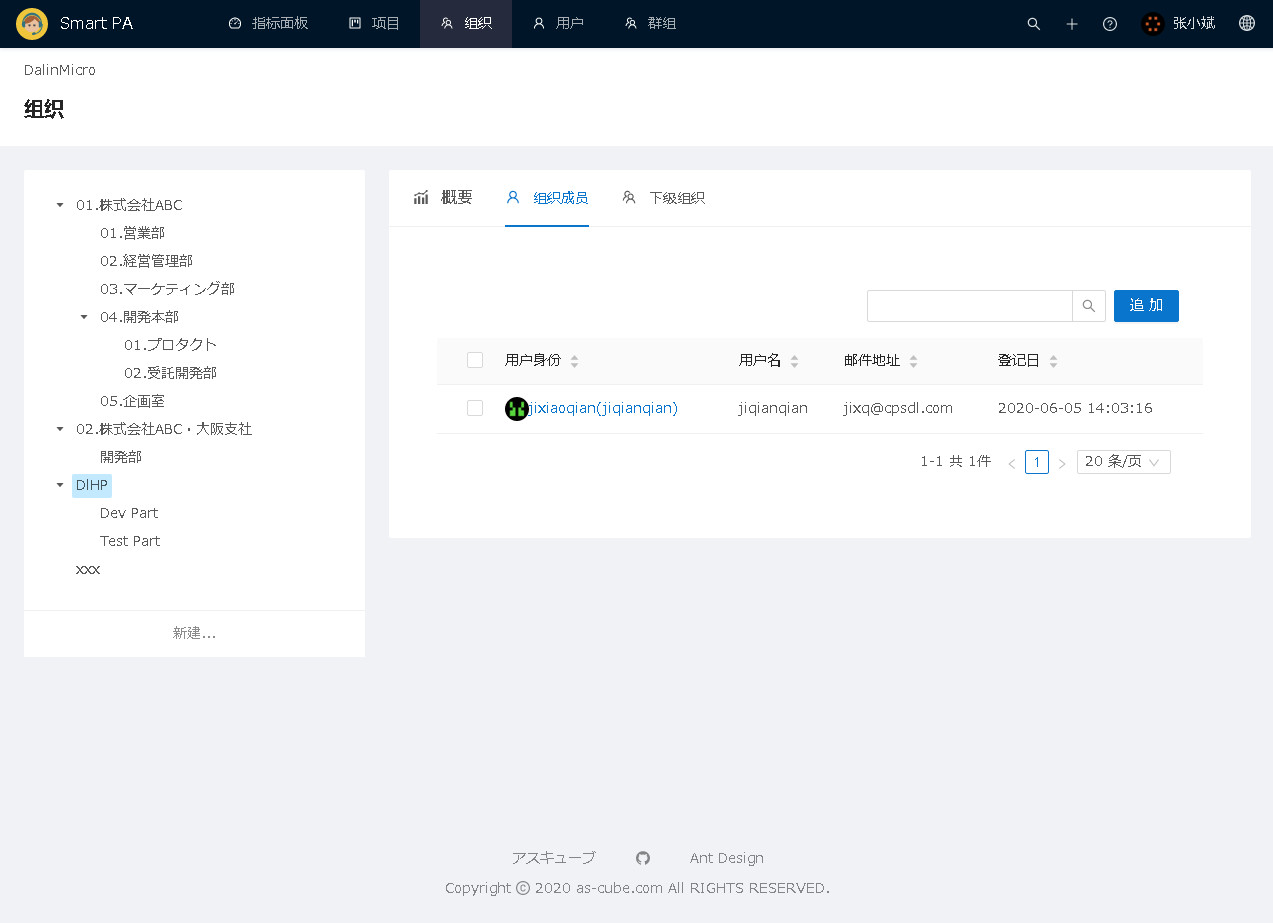 Smart PA 指标面板 项目 组织 用户 群组 张小斌
DalinMicro
组织
01.株式会社ABC
01.営業部
02.経営管理部
03.マーケティング部
04.開発本部
01.プロタクト
02.受託開発部
05.企画室
02.株式会社ABC・大阪支社
開発部
DlHP
Dev Part
Test Part
xxx
新建...
概要 组织成员 下级组织
追 加
用户身份 用户名 邮件地址 登记日
jixiaoqian(jiqianqian) jiqianqian jixq@cpsdl.com 2020-06-05 14:03:16
1-1 共 1件 < 1 > 20 条/页
アスキューブ Ant Design
Copyright © 2020 as-cube.com All RIGHTS RESERVED.